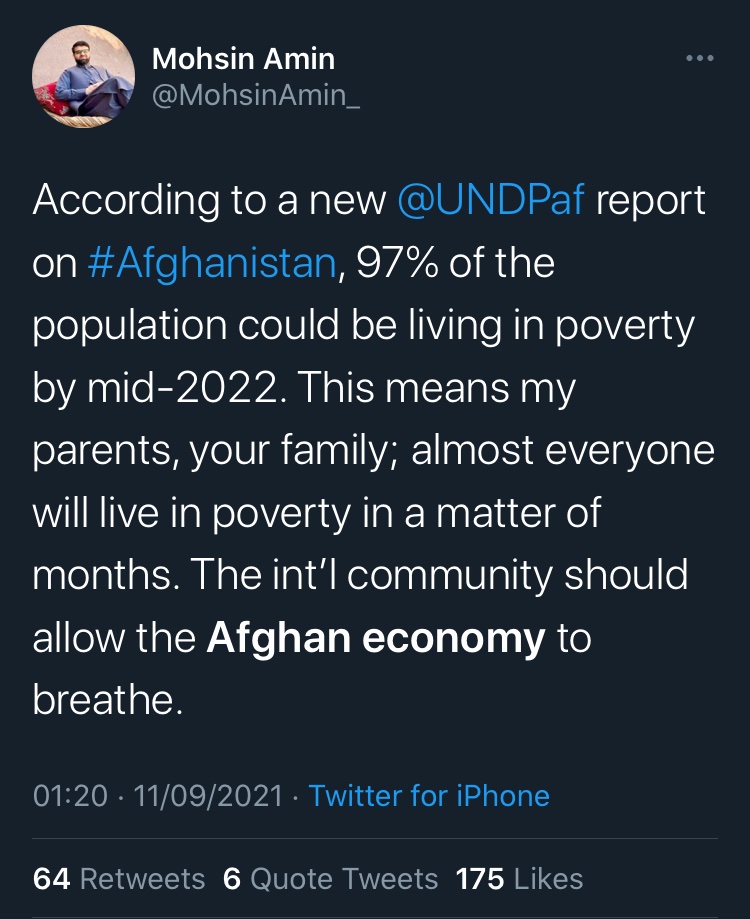 Mohsin Amin
@MohsinAmin_
According to a new @UNDPaf report
on #Afghanistan, 97% of the
population could be living in poverty
by mid-2022. This means my
parents, your family; almost everyone
will live in poverty in a matter of
months. The int'l community should
allow the Afghan economy to
breathe.
01:20 · 11/09/2021 · Twitter for iPhone
64 Retweets 6 Quote Tweets 175 Likes